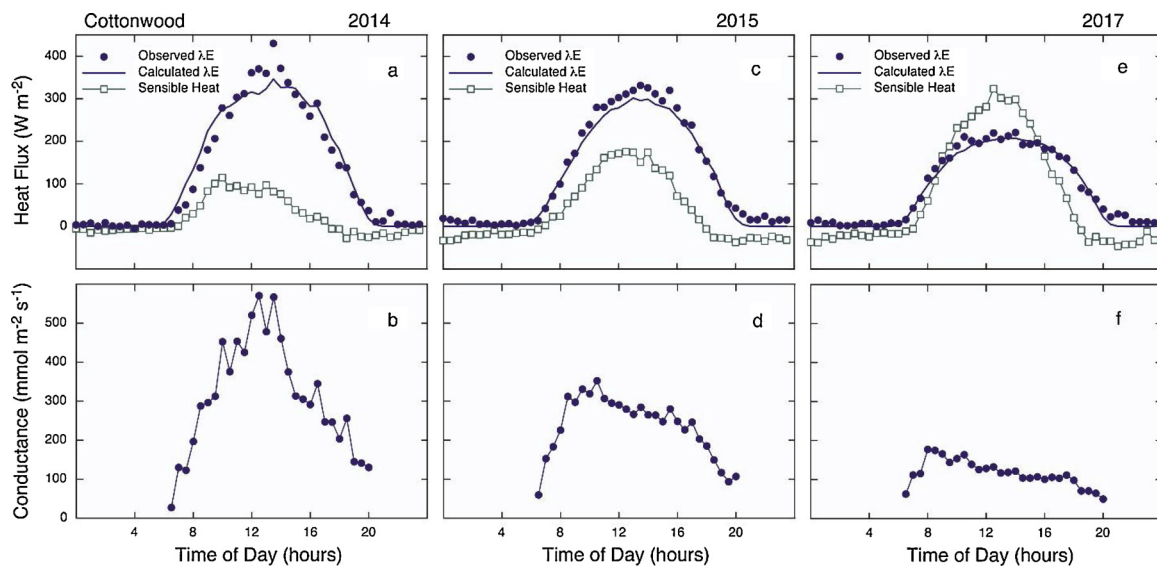 Cottonwood 2014 2015 2017
Observed λE
Calculated λE
Sensible Heat
a
Observed λE
Calculated λE
Sensible Heat
c
Observed λE
Calculated λE
Sensible Heat
e
400
300
200
100
0
Heat Flux (W m⁻²)
b
d
f
500
400
300
200
100
0
Conductance (mmol m⁻² s⁻¹)
4 8 12 16 20 4 8 12 16 20 4 8 12 16 20
Time of Day (hours) Time of Day (hours) Time of Day (hours)